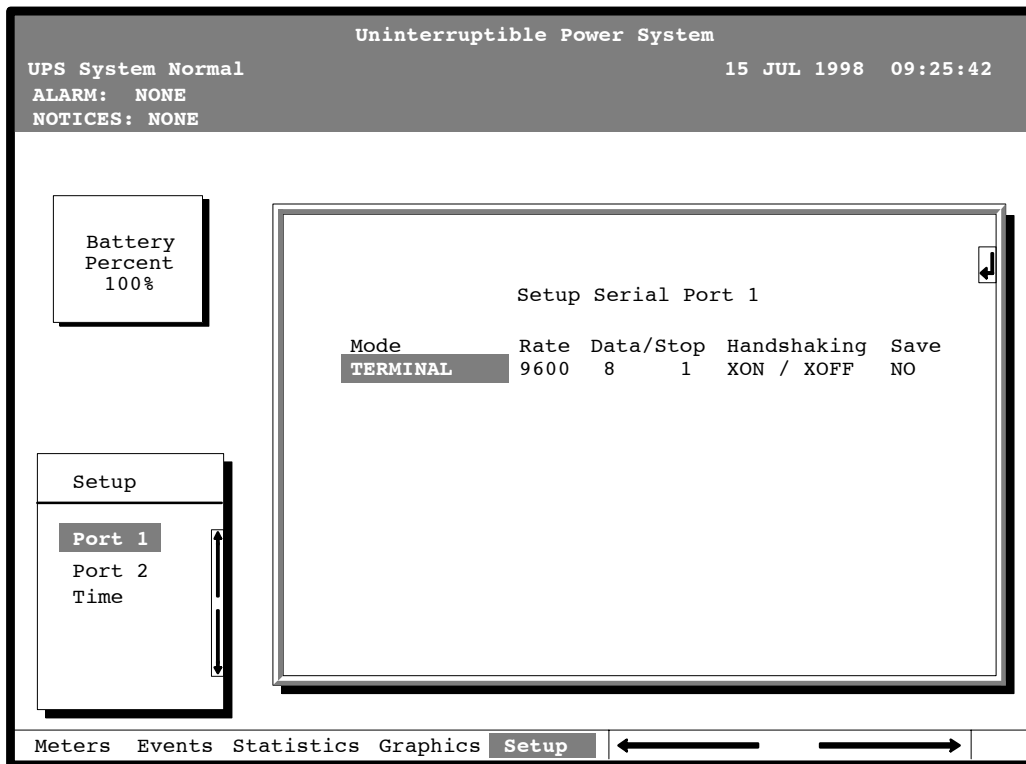 Uninterruptible Power System
UPS System Normal 15 JUL 1998 09:25:42
ALARM: NONE
NOTICES: NONE
Battery
Percent
100%
Setup Serial Port 1
Mode Rate Data/Stop Handshaking Save
TERMINAL 9600 8 1 XON / XOFF NO
Setup
Port 1
Port 2
Time
Meters Events Statistics Graphics Setup